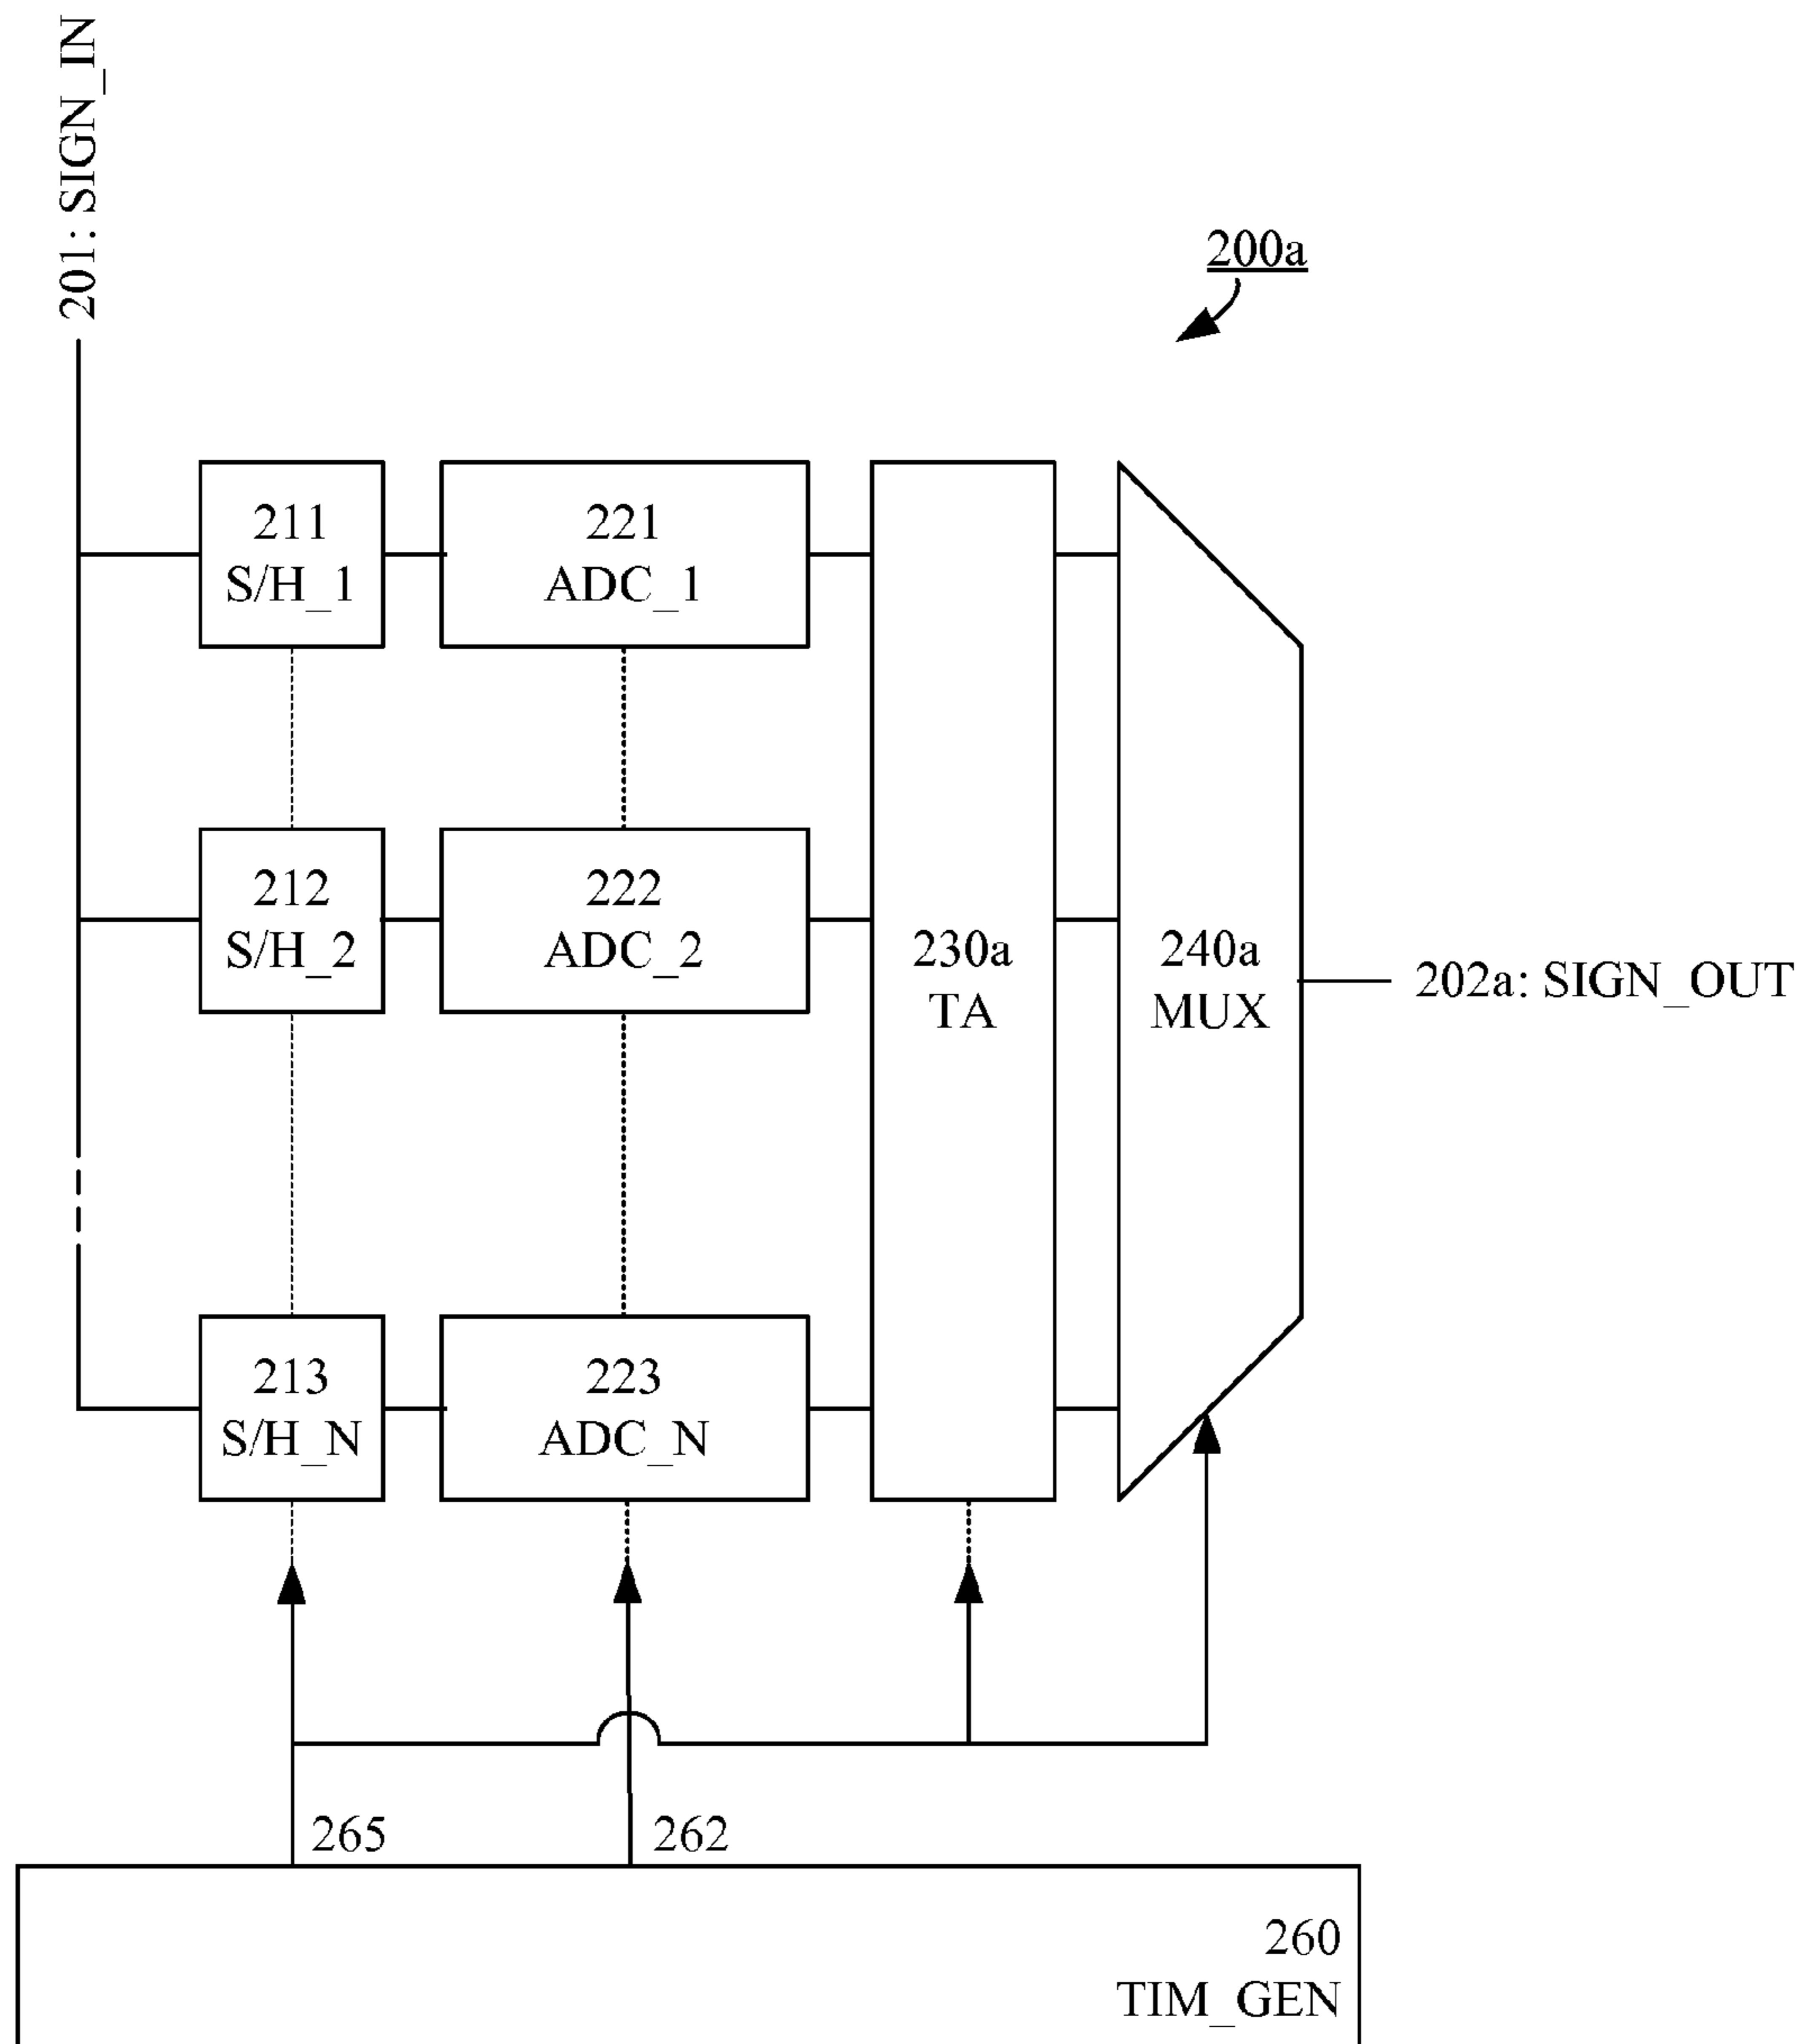 201: SIGN_IN
200a
211
S/H_1
221
ADC_1
212
S/H_2
222
ADC_2
230a
TA
240a
MUX
202a: SIGN_OUT
213
S/H_N
223
ADC_N
265
262
260
TIM_GEN